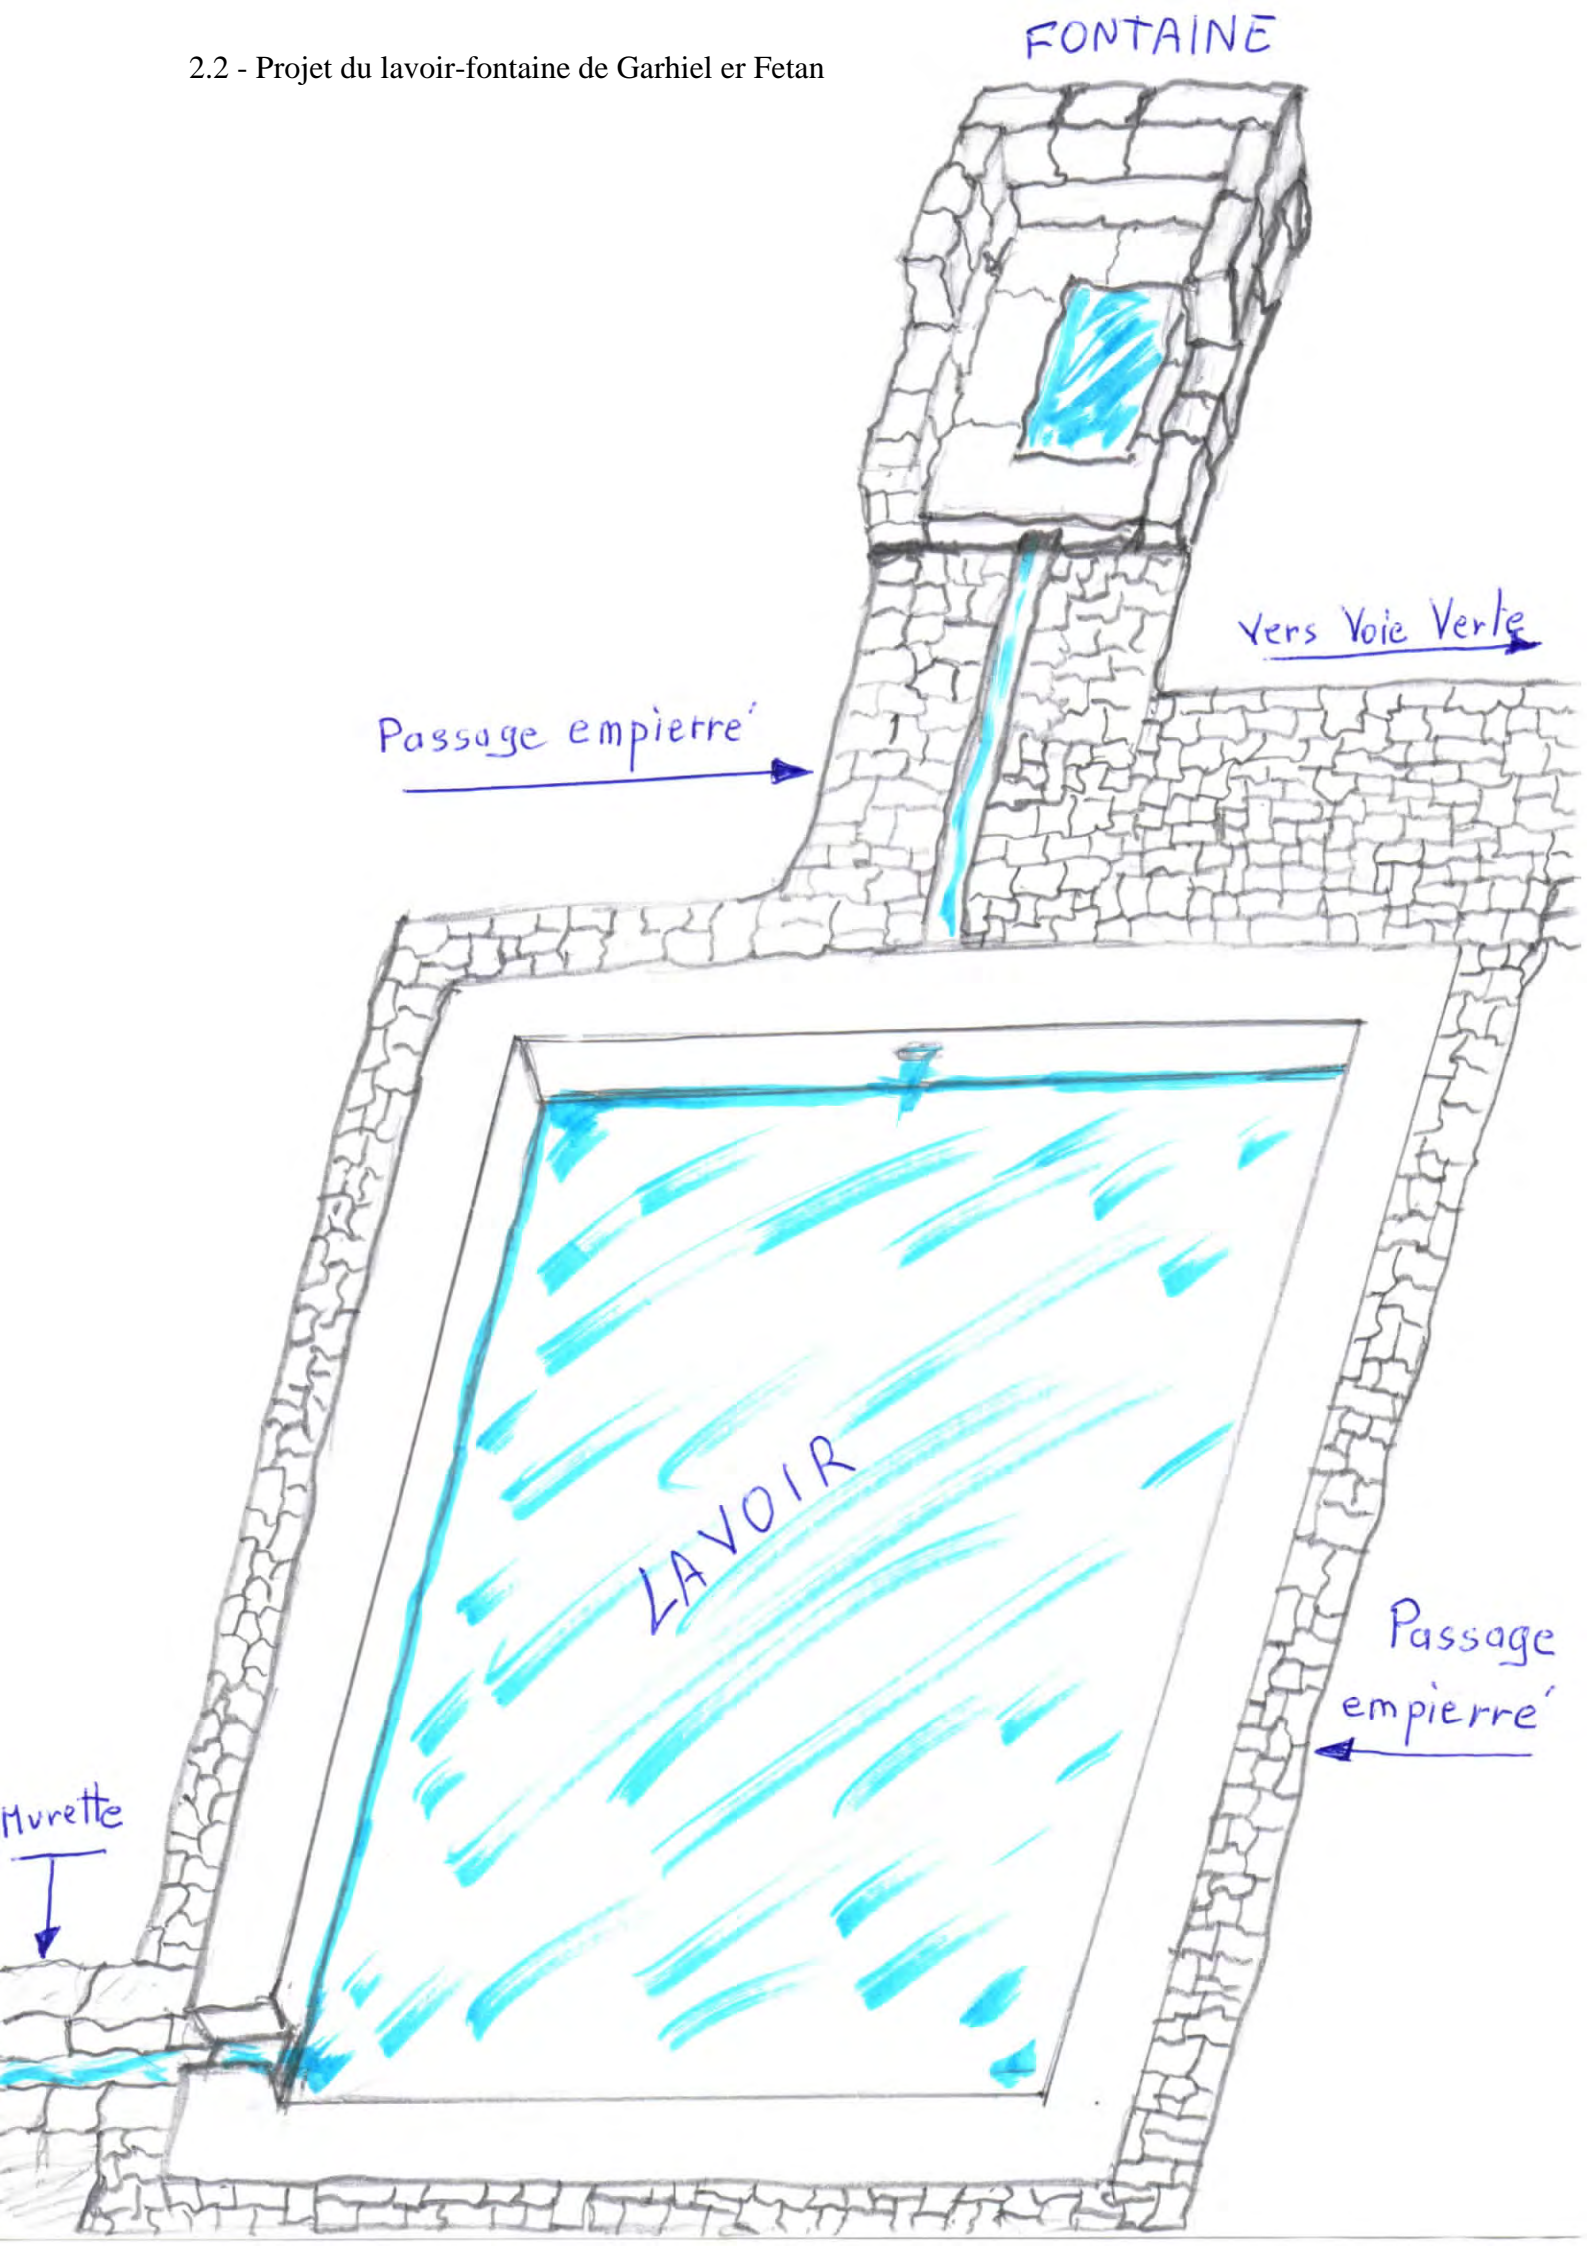 FONTAINE
2.2 - Projet du lavoir-fontaine de Garhiel er Fetan
Vers Voie Verte
Passage empierré
LAVOIR
Passage
empierré
Murette